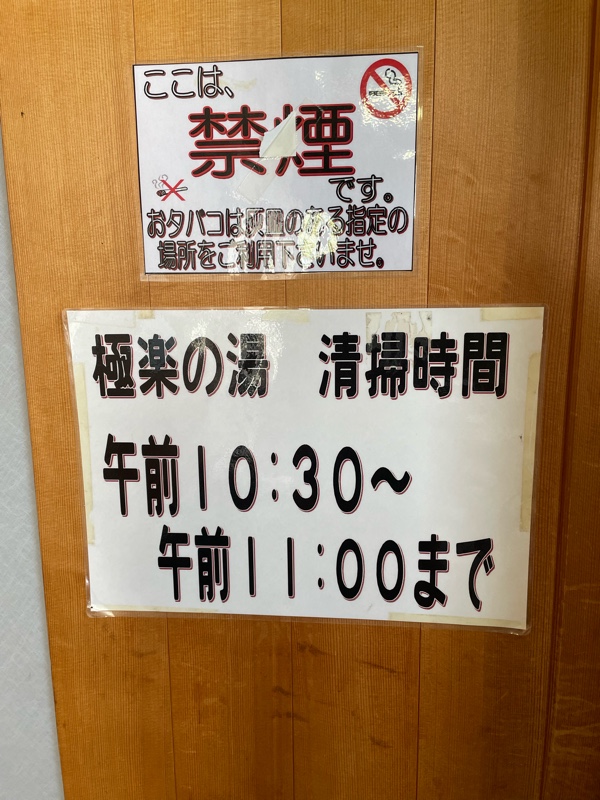 ここは、
禁煙
です。
おタバコは灰皿のある指定の
場所をご利用下さいませ。
極楽の湯　清掃時間
午前10:30~
午前11:00まで